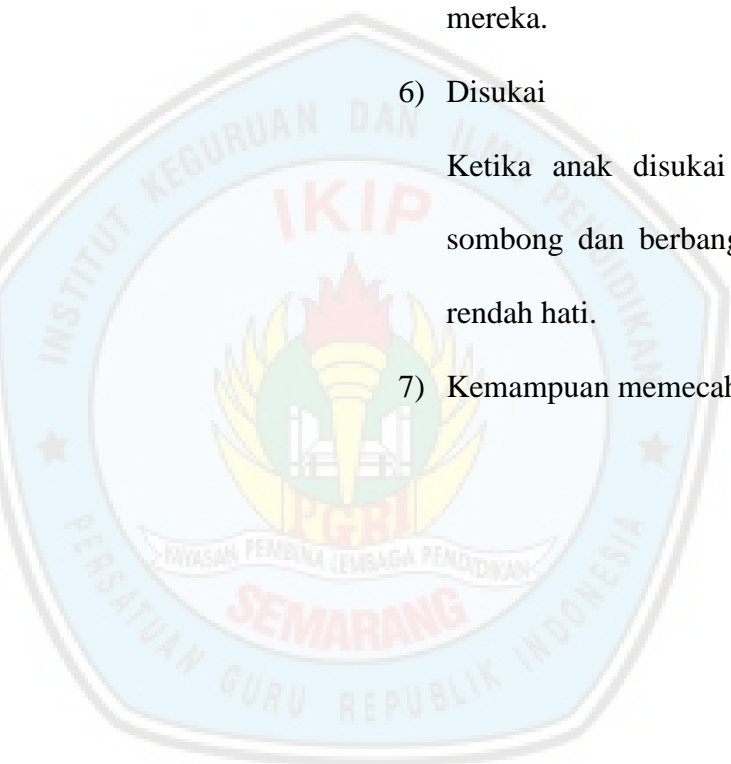 mereka.
6) Disukai
Ketika anak disukai
sombong dan berbang
rendah hati.
7) Kemampuan memecah
INSTITUT KEGURUAN DAN ILMU PENDIDIKAN
IKIP
PGRI
YAYASAN PEMBINA LEMBAGA PENDIDIKAN
SEMARANG
PERSATUAN GURU REPUBLIK INDONESIA